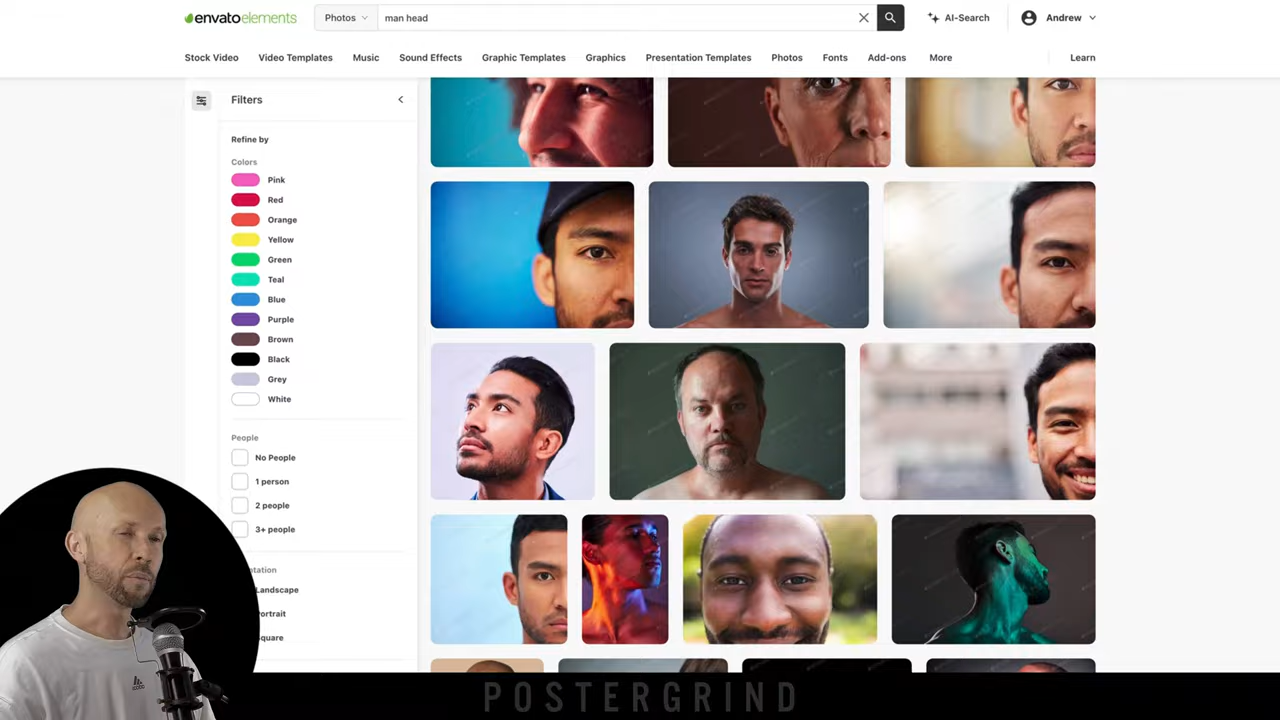 envatoelements
Photos
man head
AI-Search
Andrew
Stock Video
Video Templates
Music
Sound Effects
Graphic Templates
Graphics
Presentation Templates
Photos
Fonts
Add-ons
More
Learn
Filters
Refine by
Colors
Pink
Red
Orange
Yellow
Green
Teal
Blue
Purple
Brown
Black
Grey
White
People
No People
1 person
2 people
3+ people
ntation
Landscape
ortrait
quare
POSTERGRIND